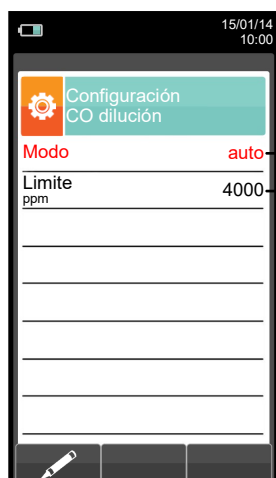 15/01/14
10:00
Configuración
CO dilución
Modo auto
Limite 4000
ppm